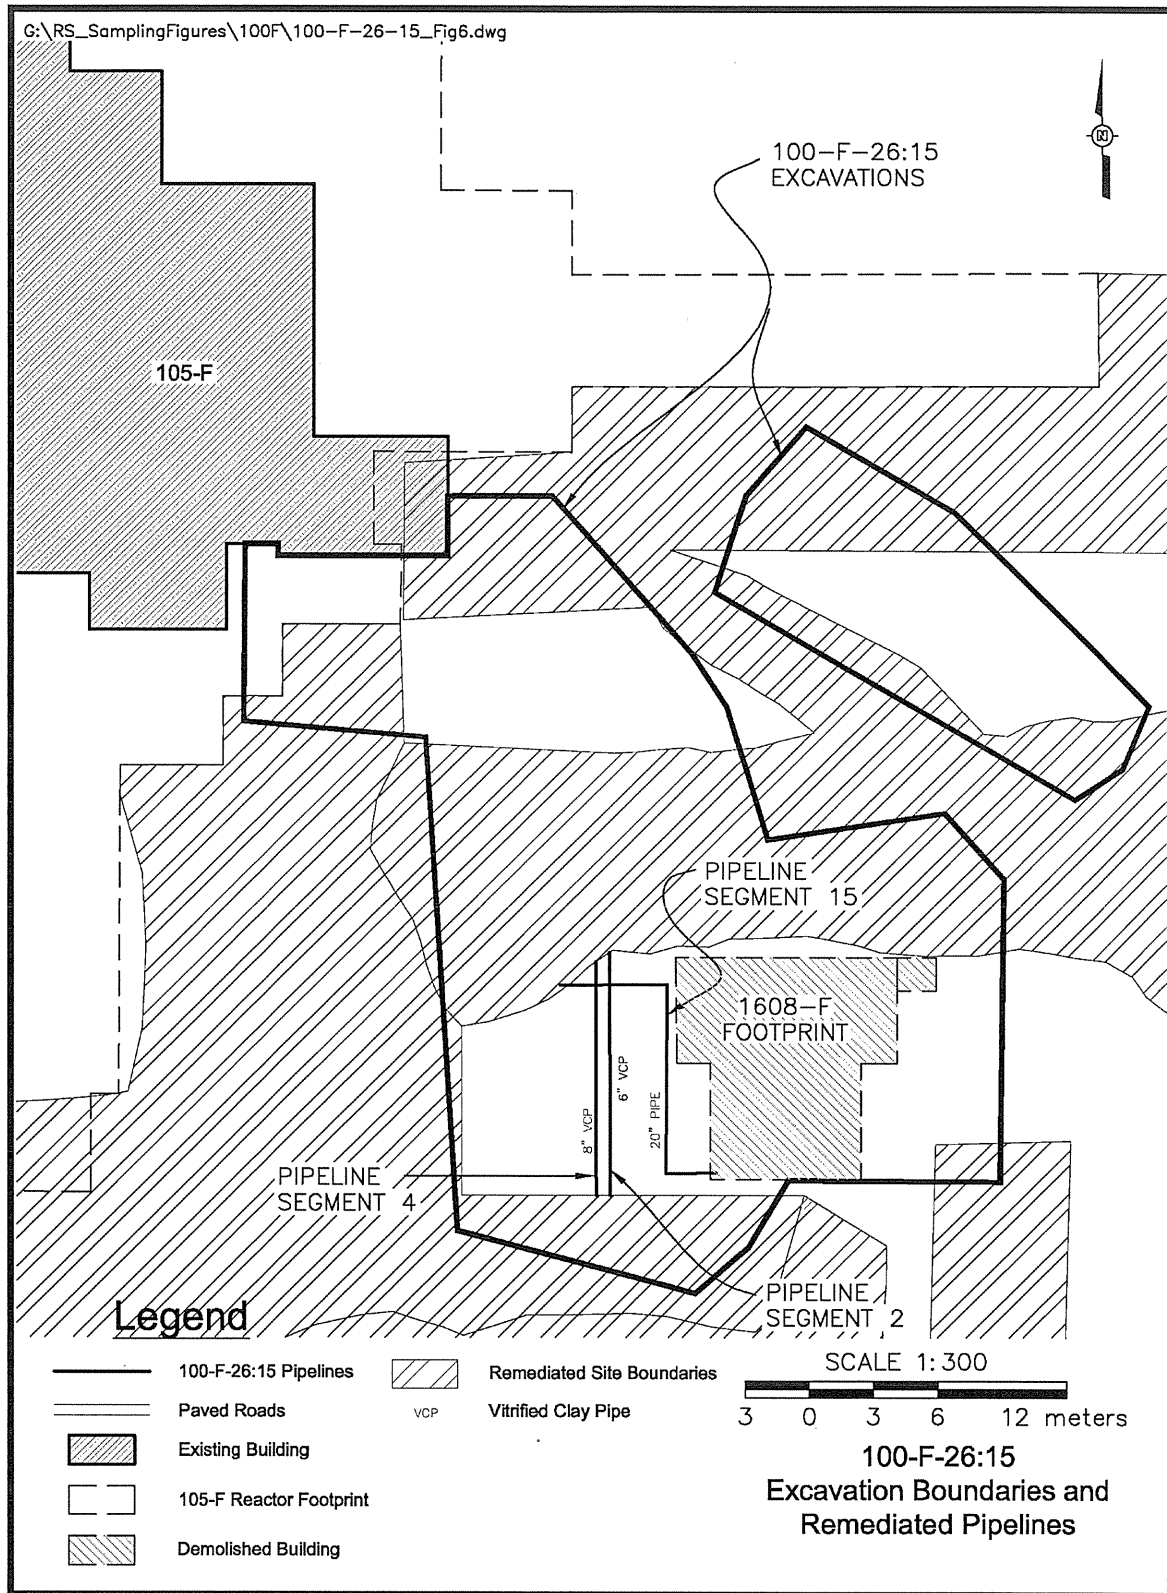 G:\RS_SamplingFigures\100F\100-F-26-15_Fig6.dwg
N
100-F-26:15
EXCAVATIONS
105-F
PIPELINE
SEGMENT 15
1608-F
FOOTPRINT
8" VCP
6" VCP
20" PIPE
PIPELINE
SEGMENT 4
PIPELINE
SEGMENT 2
Legend
100-F-26:15 Pipelines
Paved Roads
Existing Building
105-F Reactor Footprint
Demolished Building
Remediated Site Boundaries
VCP Vitrified Clay Pipe
SCALE 1:300
3 0 3 6 12 meters
100-F-26:15
Excavation Boundaries and
Remediated Pipelines